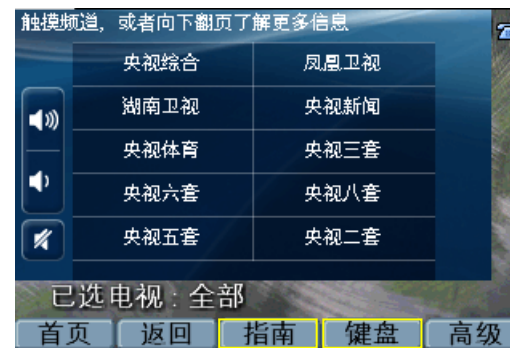 触摸频道，或者向下翻页了解更多信息
央视综合 凤凰卫视
湖南卫视 央视新闻
央视体育 央视三套
央视六套 央视八套
央视五套 央视二套
已选电视：全部
首页 返回 指南 键盘 高级